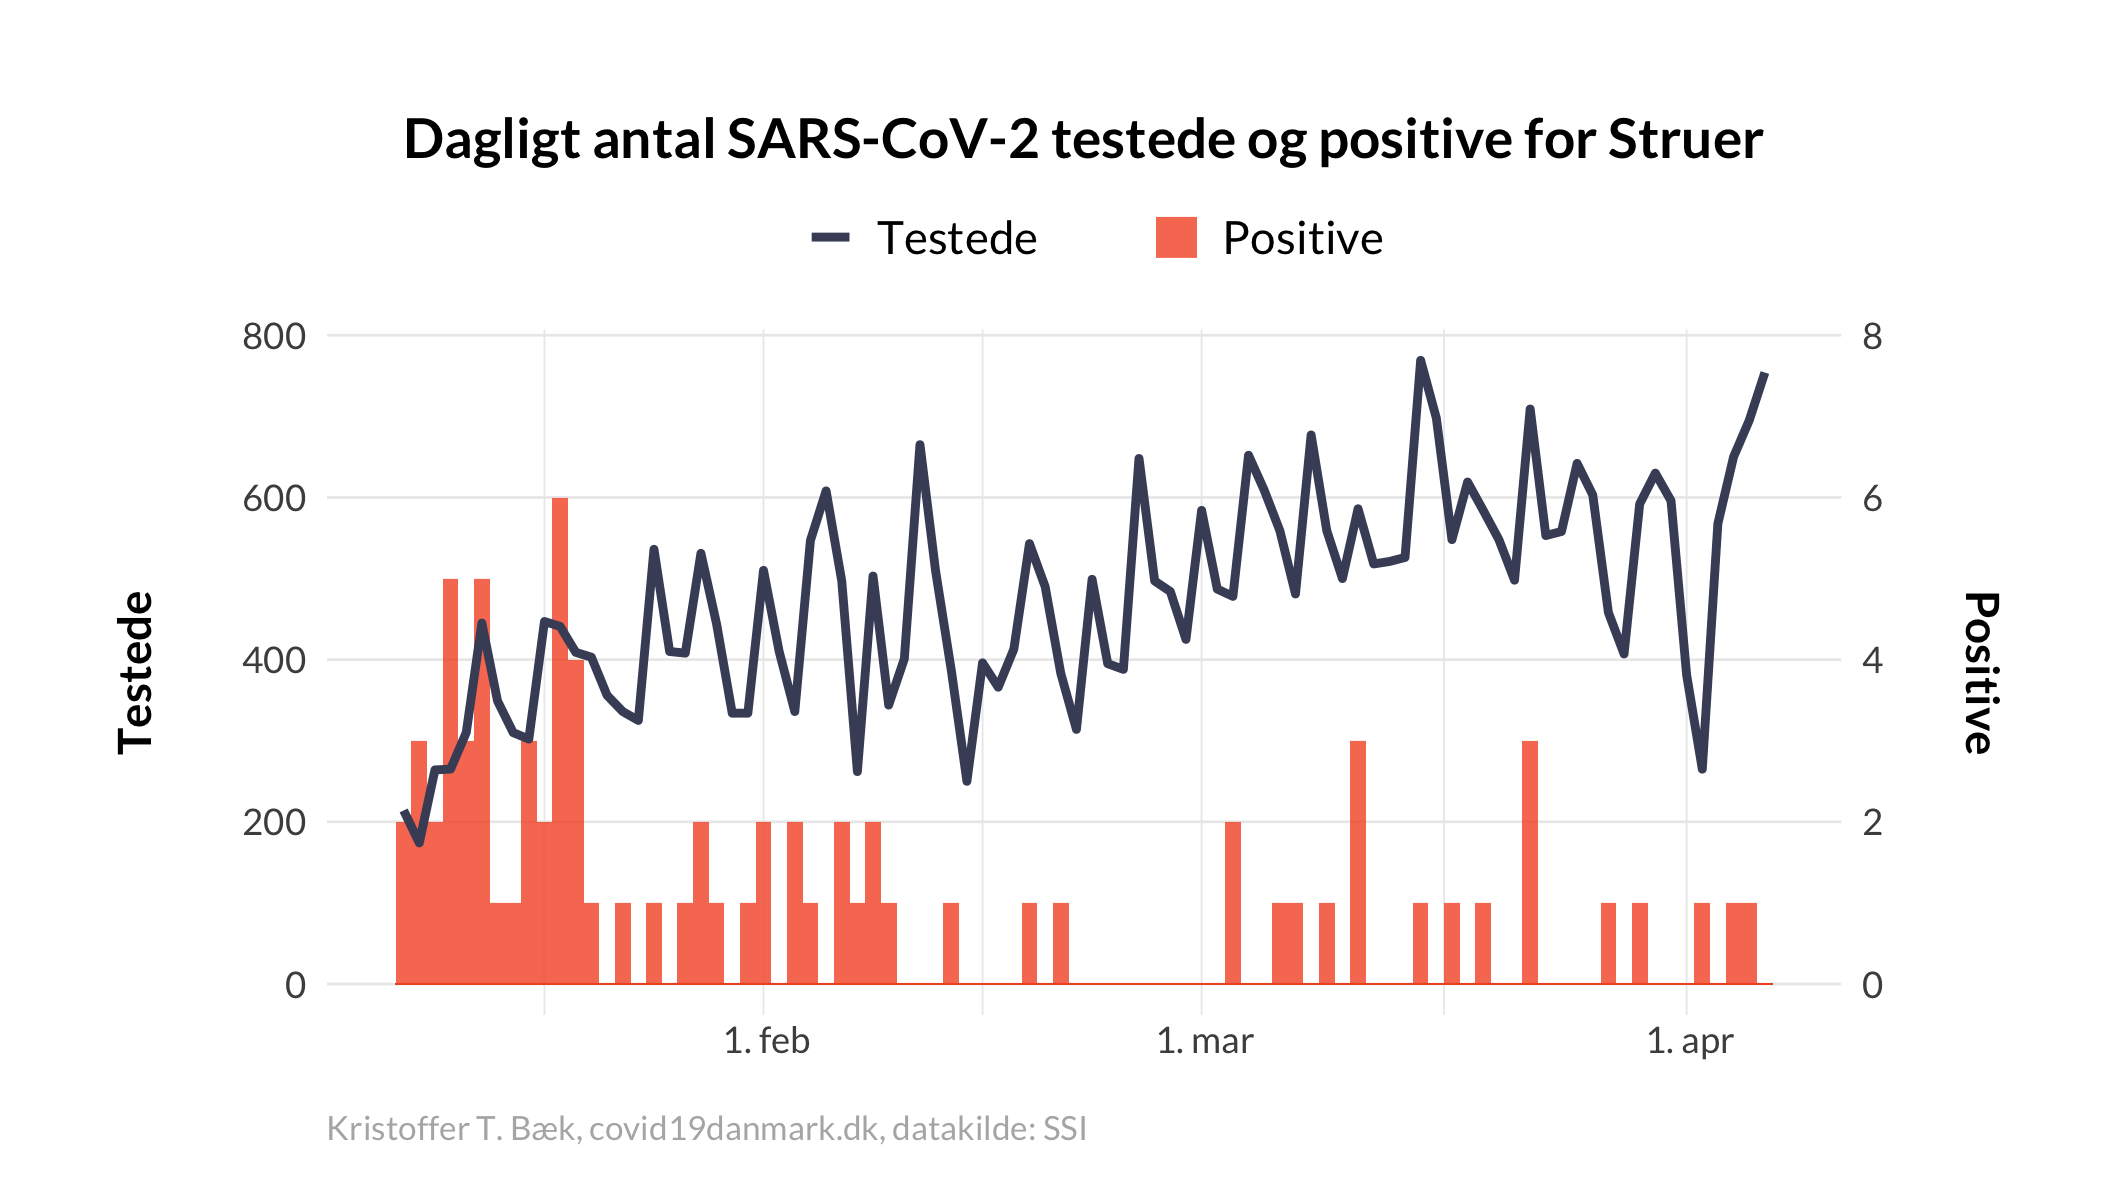 Dagligt antal SARS-CoV-2 testede og positive for Struer
Testede
Positive
800
600
400
200
0
Testede
8
6
4
2
0
Positive
1. feb
1. mar
1. apr
Kristoffer T. Bæk, covid19danmark.dk, datakilde: SSI